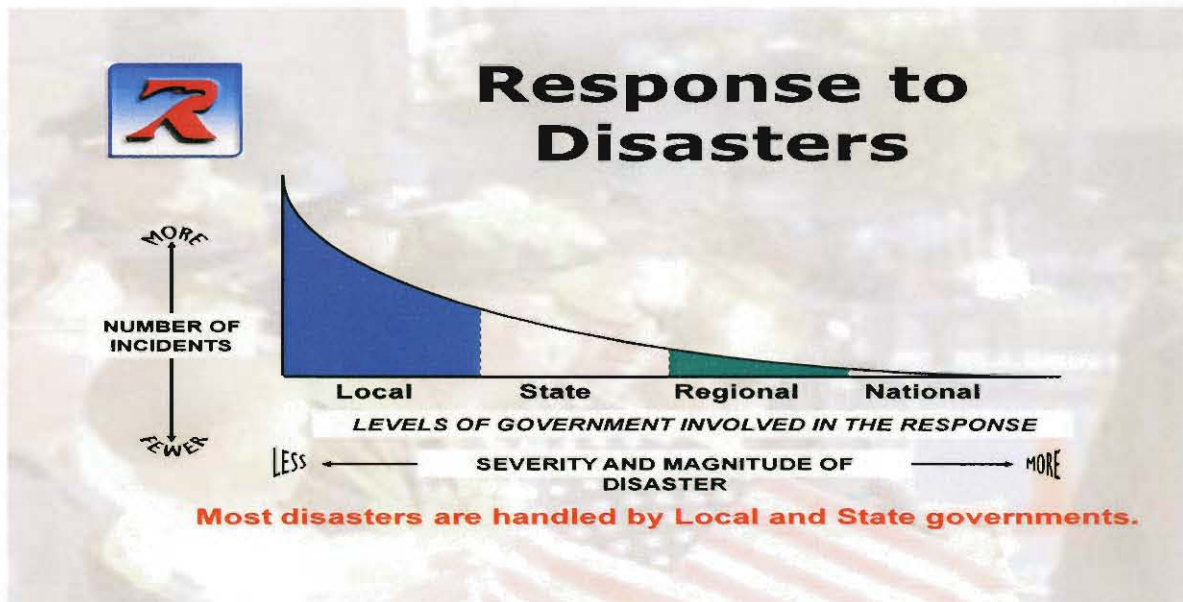 R
Response to
Disasters
MORE
NUMBER OF
INCIDENTS
FEWER
Local State Regional National
LEVELS OF GOVERNMENT INVOLVED IN THE RESPONSE
LESS SEVERITY AND MAGNITUDE OF MORE
DISASTER
Most disasters are handled by Local and State governments.